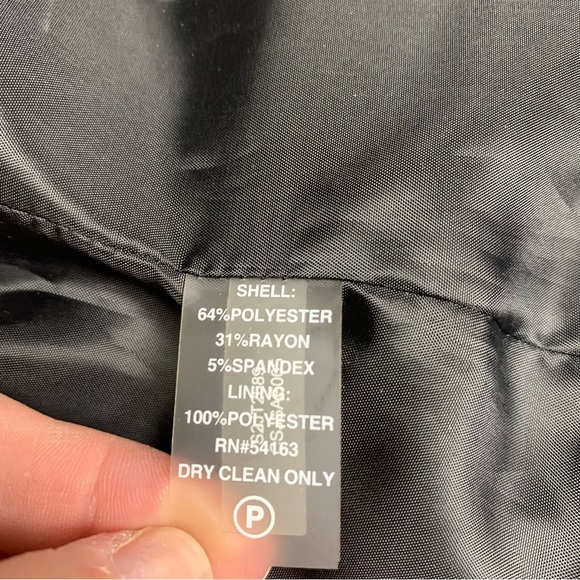 SHELL:
64%POLYESTER
31%RAYON
5%SPANDEX
LINING:
100%POLYESTER
RN#54163
DRY CLEAN ONLY
P